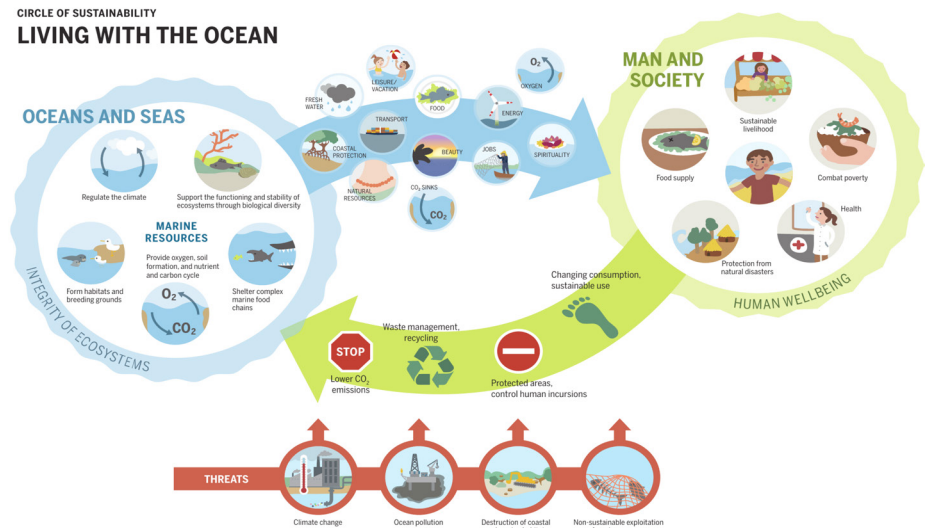 CIRCLE OF SUSTAINABILITY
LIVING WITH THE OCEAN
OCEANS AND SEAS
Regulate the climate
Support the functioning and stability of
ecosystems through biological diversity
MARINE
RESOURCES
Provide oxygen, soil
formation, and nutrient
and carbon cycle
Form habitats and
breeding grounds
O₂
CO₂
Shelter complex
marine food
chains
INTEGRITY OF ECOSYSTEMS
FRESH
WATER
LEISURE/
VACATION
FOOD
O₂
OXYGEN
ENERGY
TRANSPORT
COASTAL
PROTECTION
BEAUTY
JOBS
SPIRITUALITY
NATURAL
RESOURCES
CO₂ SINKS
CO₂
MAN AND
SOCIETY
Sustainable
livelihood
Food supply
Combat poverty
Health
Protection from
natural disasters
HUMAN WELLBEING
Changing consumption,
sustainable use
Waste management,
recycling
STOP
Lower CO₂
emissions
Protected areas,
control human incursions
THREATS
Climate change
Ocean pollution
Destruction of coastal
Non-sustainable exploitation